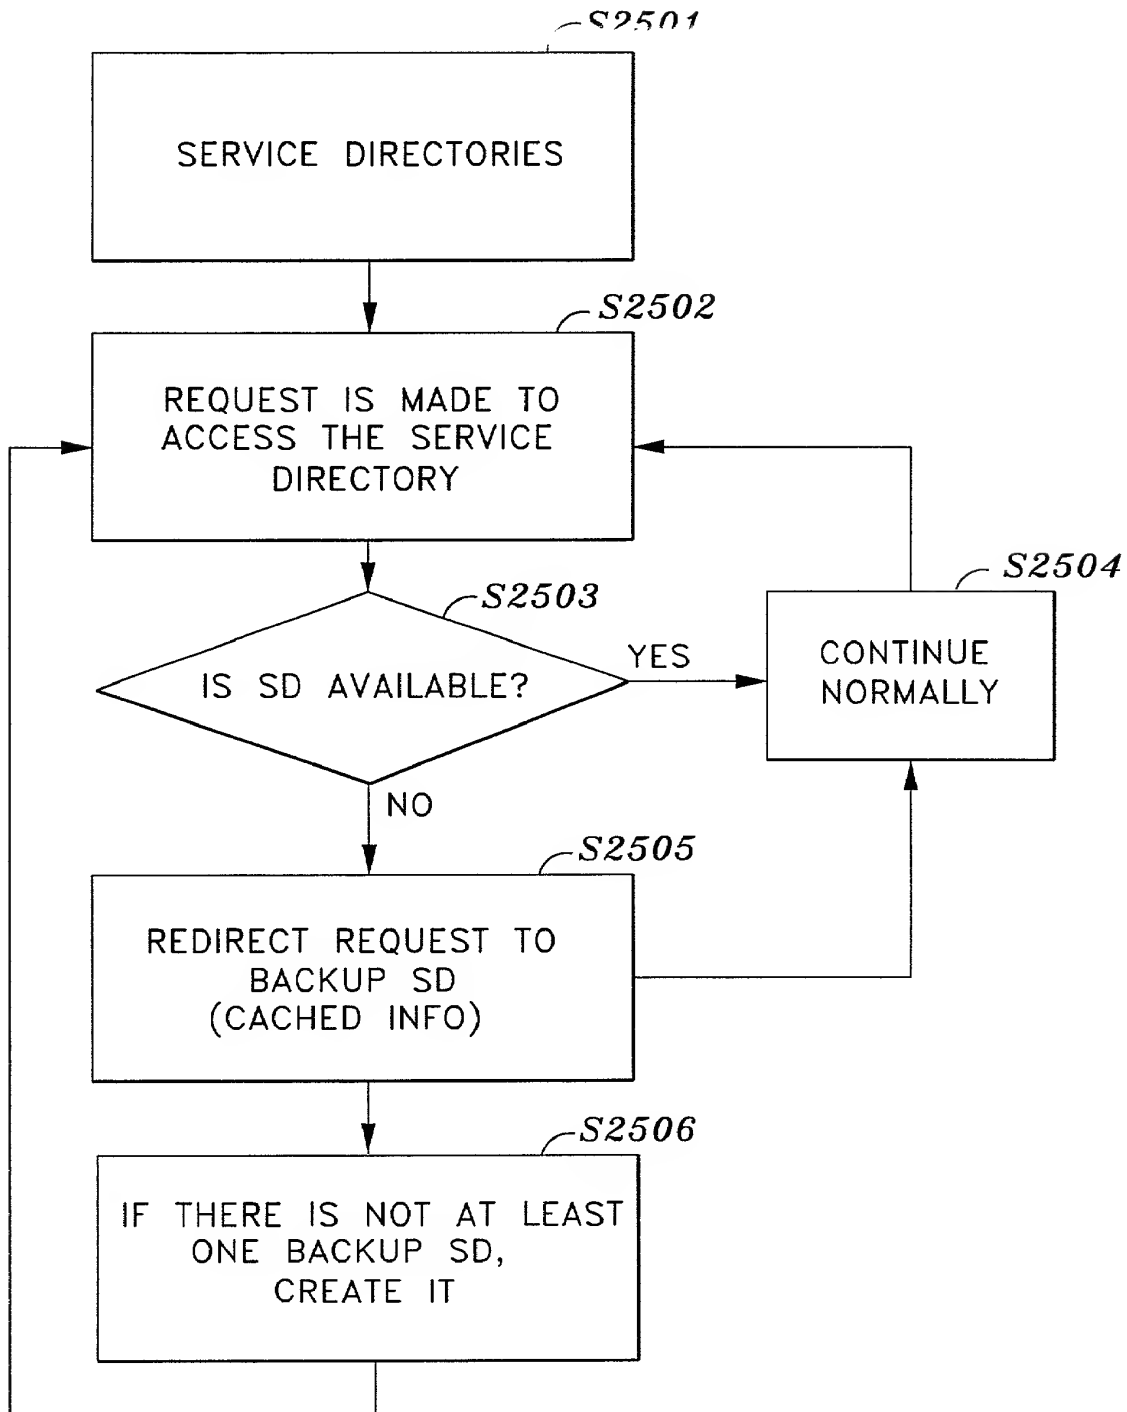 S2501
SERVICE DIRECTORIES
S2502
REQUEST IS MADE TO
ACCESS THE SERVICE
DIRECTORY
S2503
IS SD AVAILABLE?
YES
S2504
CONTINUE
NORMALLY
NO
S2505
REDIRECT REQUEST TO
BACKUP SD
(CACHED INFO)
S2506
IF THERE IS NOT AT LEAST
ONE BACKUP SD,
CREATE IT